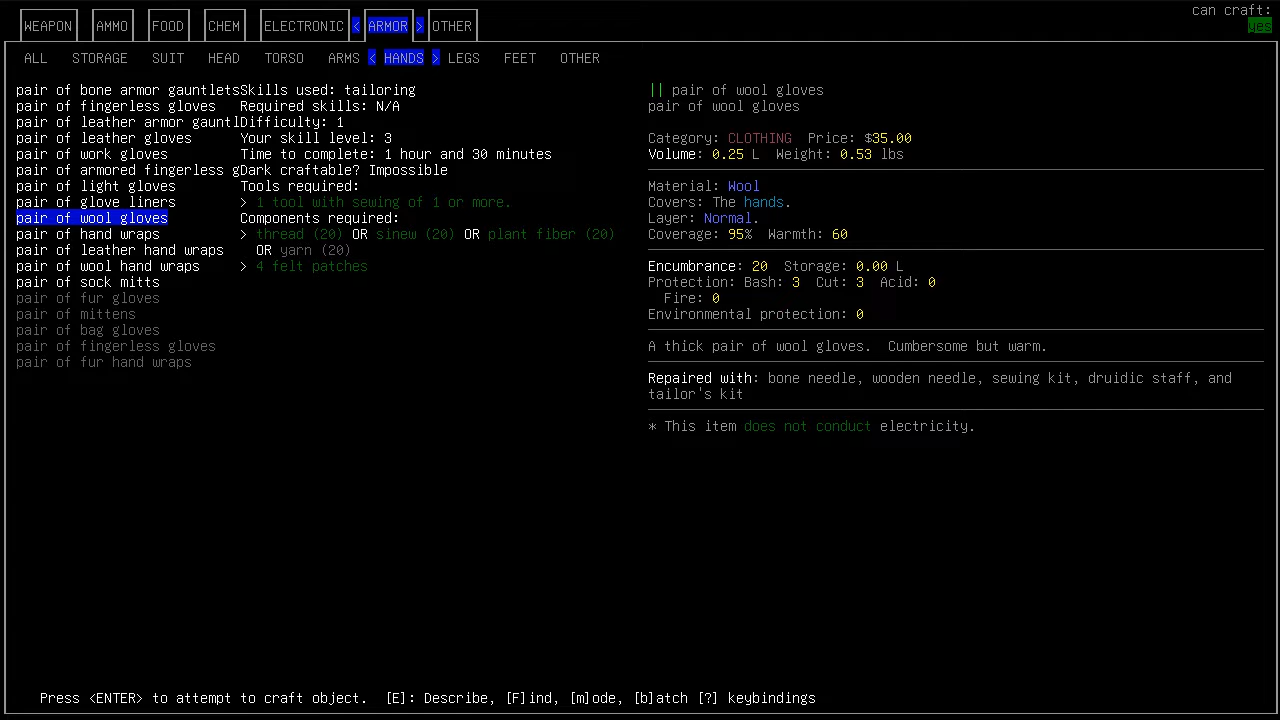 can craft:
WEAPON AMMO FOOD CHEM ELECTRONIC < ARMOR > OTHER
yes
ALL STORAGE SUIT HEAD TORSO ARMS < HANDS > LEGS FEET OTHER
pair of bone armor gauntletsSkills used: tailoring
pair of fingerless gloves Required skills: N/A
pair of leather armor gauntlDifficulty: 1
pair of leather gloves Your skill level: 3
pair of work gloves Time to complete: 1 hour and 30 minutes
pair of armored fingerless gDark craftable? Impossible
pair of light gloves Tools required:
pair of glove liners > 1 tool with sewing of 1 or more.
pair of wool gloves Components required:
pair of hand wraps > thread (20) OR sinew (20) OR plant fiber (20)
pair of leather hand wraps OR yarn (20)
pair of wool hand wraps > 4 felt patches
pair of sock mitts
pair of fur gloves
pair of mittens
pair of bag gloves
pair of fingerless gloves
pair of fur hand wraps
|| pair of wool gloves
pair of wool gloves
Category: CLOTHING Price: $35.00
Volume: 0.25 L Weight: 0.53 lbs
Material: Wool
Covers: The hands.
Layer: Normal.
Coverage: 95% Warmth: 60
Encumbrance: 20 Storage: 0.00 L
Protection: Bash: 3 Cut: 3 Acid: 0
Fire: 0
Environmental protection: 0
A thick pair of wool gloves. Cumbersome but warm.
Repaired with: bone needle, wooden needle, sewing kit, druidic staff, and
tailor's kit
* This item does not conduct electricity.
Press <ENTER> to attempt to craft object. [E]: Describe, [F]ind, [m]ode, [b]atch [?] keybindings